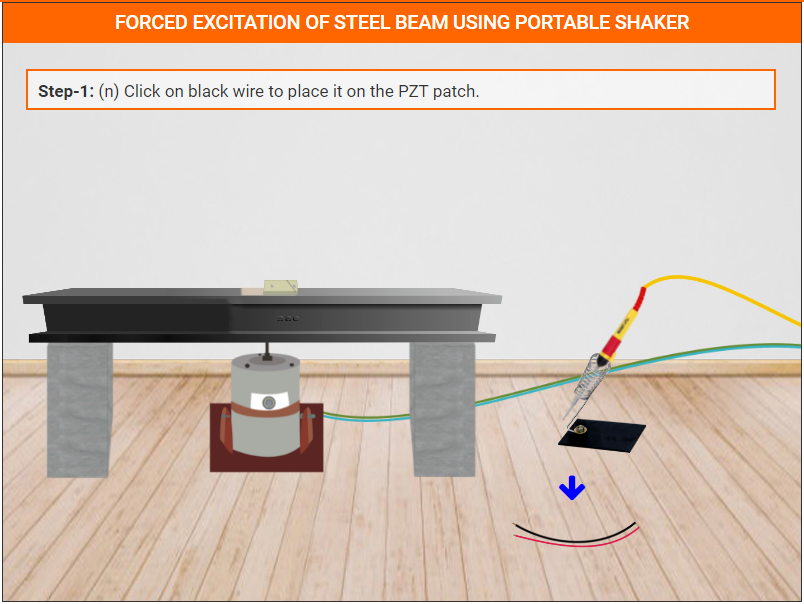 FORCED EXCITATION OF STEEL BEAM USING PORTABLE SHAKER
Step-1: (n) Click on black wire to place it on the PZT patch.